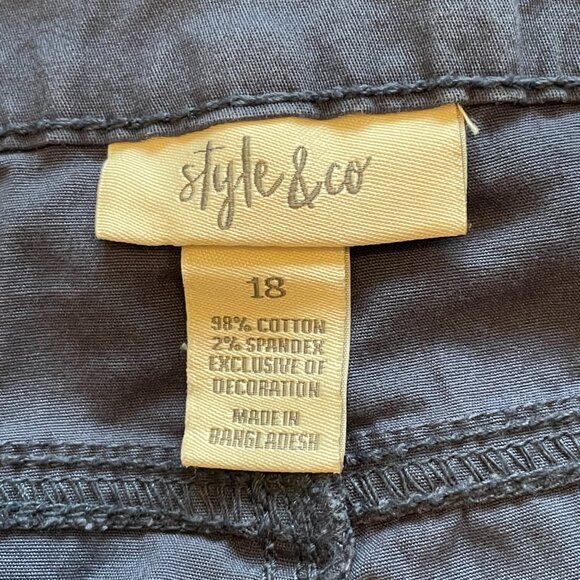 style & co
18
98% COTTON
2% SPANDEX
EXCLUSIVE OF
DECORATION
MADE IN
BANGLADESH